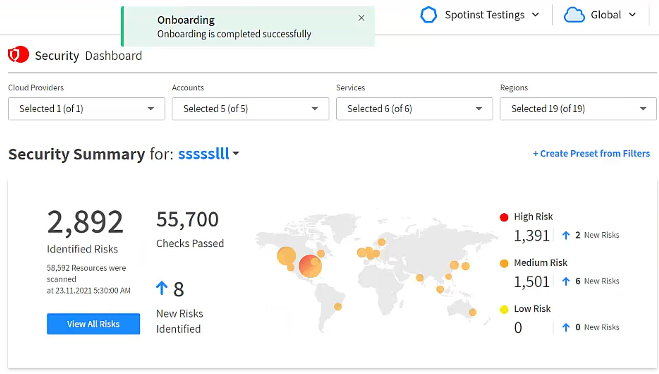 Onboarding
Onboarding is completed successfully
Spotinst Testings
Global
Security Dashboard
Cloud Providers
Accounts
Services
Regions
Selected 1 (of 1)
Selected 5 (of 5)
Selected 6 (of 6)
Selected 19 (of 19)
Security Summary for: ssssslll
+ Create Preset from Filters
2,892
Identified Risks
58,592 Resources were
scanned
at 23.11.2021 5:30:00 AM
View All Risks
55,700
Checks Passed
8
New Risks
Identified
High Risk
1,391
2 New Risks
Medium Risk
1,501
6 New Risks
Low Risk
0
0 New Risks